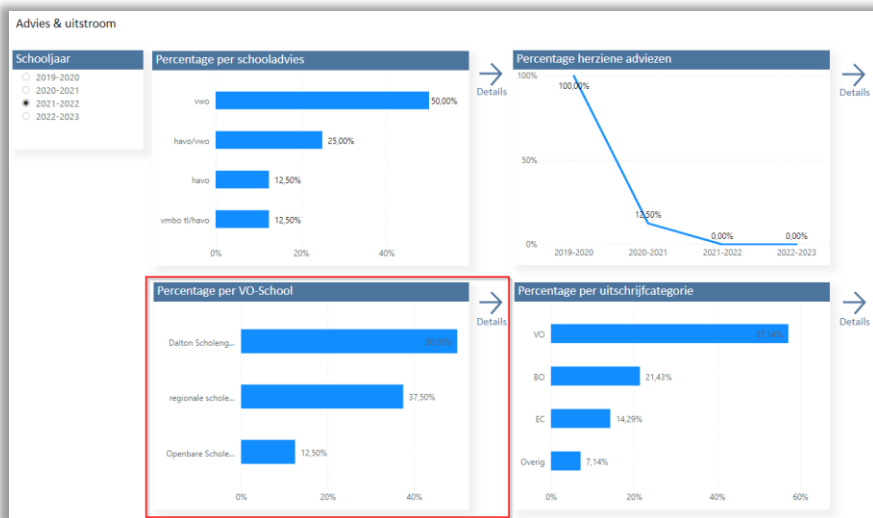 Advies & uitstroom
Schooljaar
2019-2020
2020-2021
2021-2022
2022-2023
Percentage per schooladvies
Details
vwo
50,00%
havo/vwo
25,00%
havo
12,50%
vmbo tl/havo
12,50%
0% 20% 40%
Percentage herziene adviezen
Details
100%
100,00%
50%
12,50%
0,00%
0,00%
0%
2019-2020 2020-2021 2021-2022 2022-2023
Percentage per VO-School
Details
Dalton Scholeng...
50,00%
regionale schole...
37,50%
Openbare Schole...
12,50%
0% 20% 40%
Percentage per uitschrijfcategorie
Details
VO
57,14%
BO
21,43%
EC
14,29%
Overig
7,14%
0% 20% 40% 60%